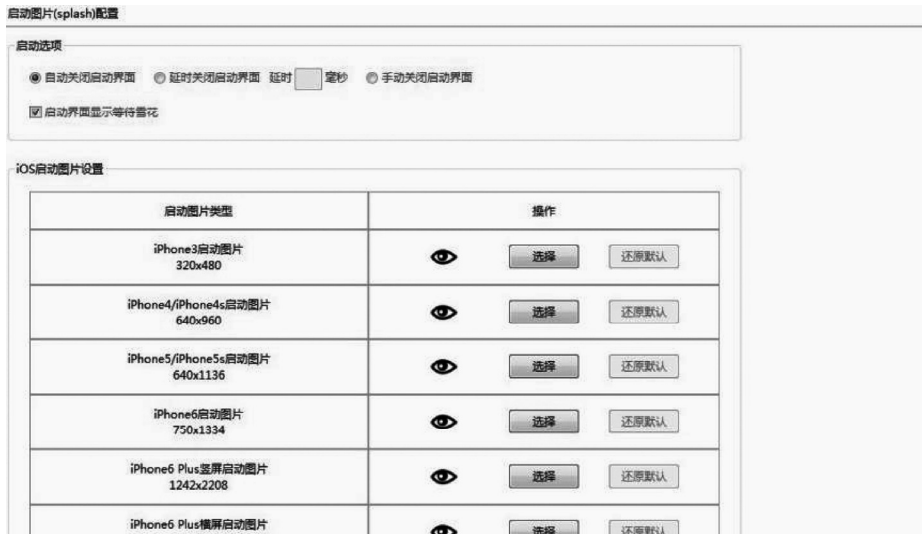 启动图片(splash)配置
启动选项
自动关闭启动界面 延时关闭启动界面 延时 毫秒 手动关闭启动界面
启动界面显示等待雪花
iOS启动图片设置
启动图片类型 操作
iPhone3启动图片
320x480
选择 还原默认
iPhone4/iPhone4s启动图片
640x960
选择 还原默认
iPhone5/iPhone5s启动图片
640x1136
选择 还原默认
iPhone6启动图片
750x1334
选择 还原默认
iPhone6 Plus竖屏启动图片
1242x2208
选择 还原默认
iPhone6 Plus横屏启动图片
选择 还原默认